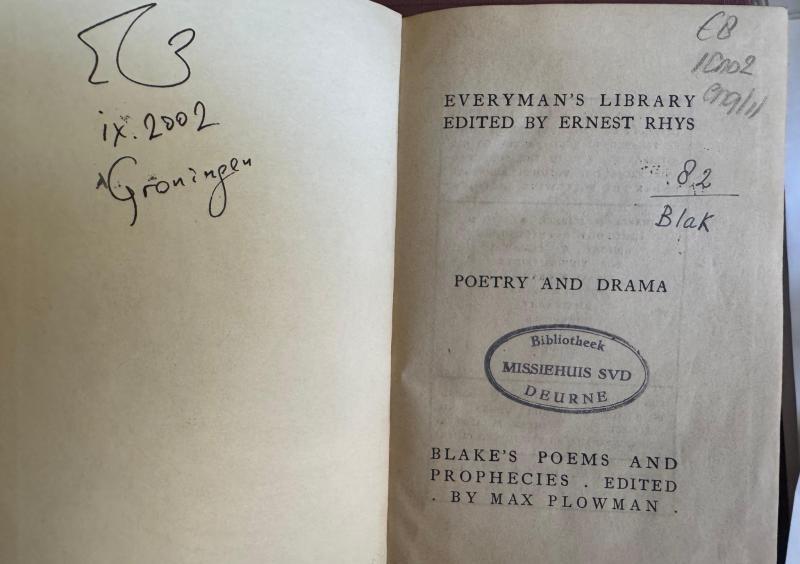 ix.2002
Groningen
EB
EVERYMAN'S LIBRARY
EDITED BY ERNEST RHYS
82
Blak
POETRY AND DRAMA
Bibliotheek
MISSIEHUIS SVD
DEURNE
BLAKE'S POEMS AND
PROPHECIES . EDITED
. BY MAX PLOWMAN .